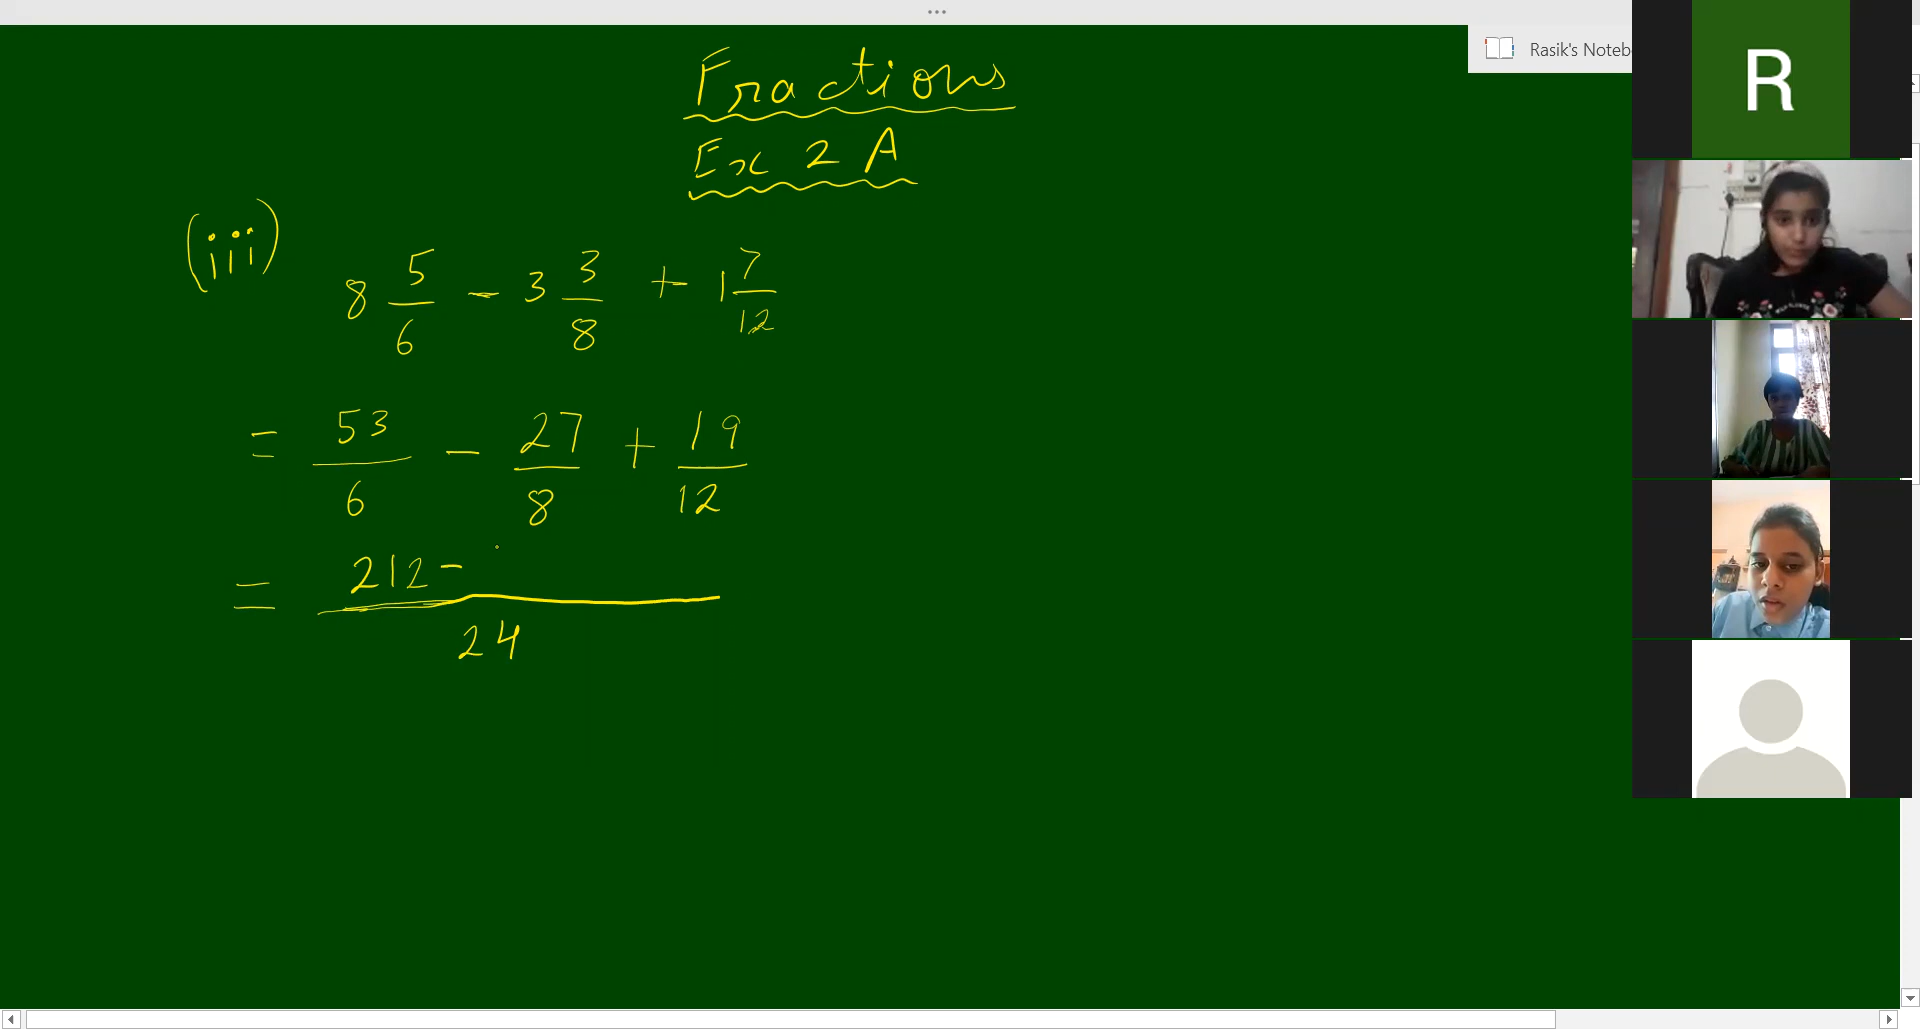 Rasik's Noteb
R
Fractions
Ex 2 A
(iii)
8 5/6 - 3 3/8 + 1 7/12
= 53/6 - 27/8 + 19/12
= 212 - /24